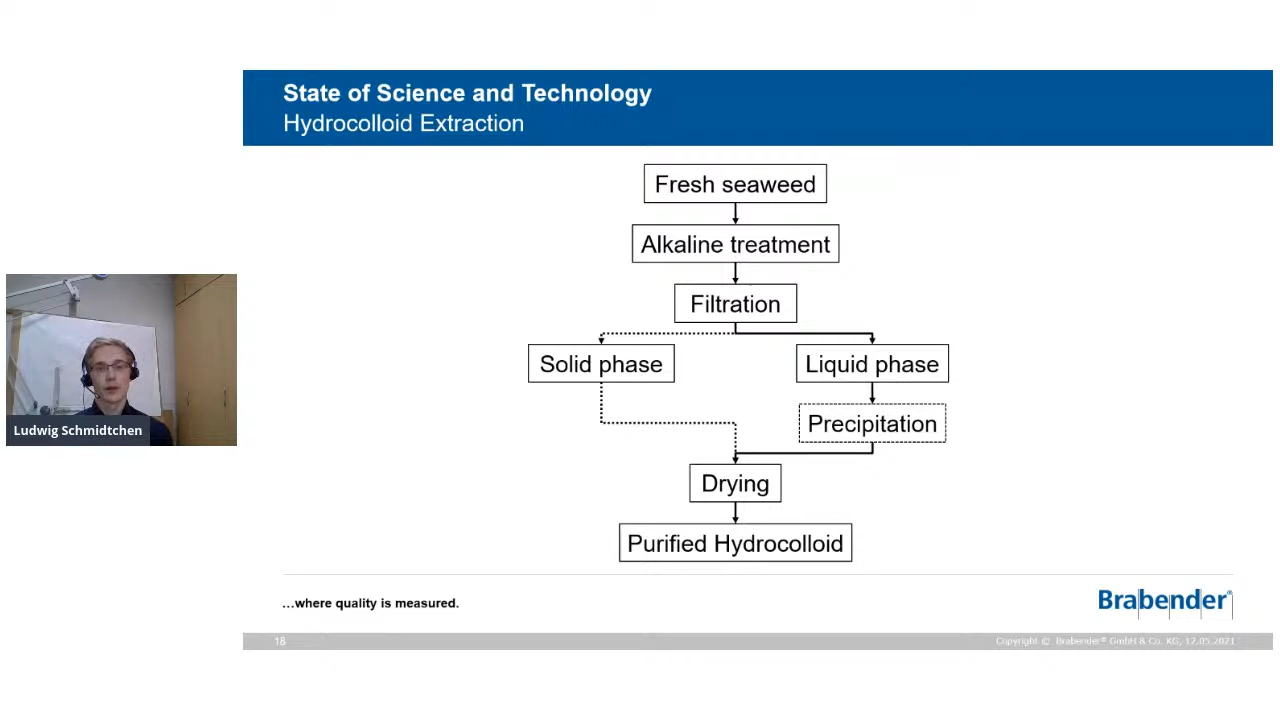 State of Science and Technology
Hydrocolloid Extraction
Fresh seaweed
Alkaline treatment
Filtration
Solid phase
Liquid phase
Precipitation
Drying
Purified Hydrocolloid
Ludwig Schmidtchen
...where quality is measured.
Brabender®
18
Copyright © Brabender® GmbH & Co. KG, 12.05.2021